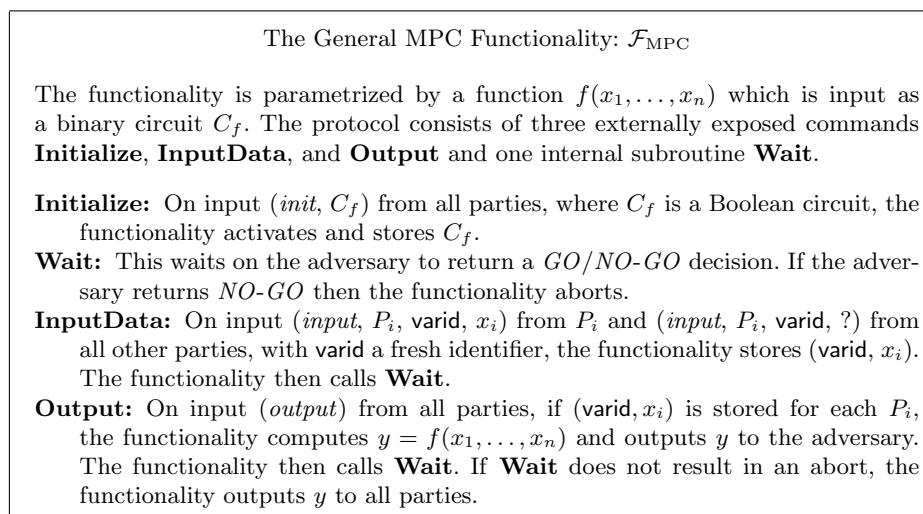 The General MPC Functionality: $\mathcal{F}_{\mathrm{MPC}}$
The functionality is parametrized by a function $f(x_1, \ldots, x_n)$ which is input as
a binary circuit $C_f$. The protocol consists of three externally exposed commands
Initialize, InputData, and Output and one internal subroutine Wait.
Initialize: On input (init, $C_f$) from all parties, where $C_f$ is a Boolean circuit, the
functionality activates and stores $C_f$.
Wait: This waits on the adversary to return a GO/NO-GO decision. If the adver-
sary returns NO-GO then the functionality aborts.
InputData: On input (input, $P_i$, varid, $x_i$) from $P_i$ and (input, $P_i$, varid, ?) from
all other parties, with varid a fresh identifier, the functionality stores (varid, $x_i$).
The functionality then calls Wait.
Output: On input (output) from all parties, if (varid, $x_i$) is stored for each $P_i$,
the functionality computes $y = f(x_1, \ldots, x_n)$ and outputs $y$ to the adversary.
The functionality then calls Wait. If Wait does not result in an abort, the
functionality outputs $y$ to all parties.